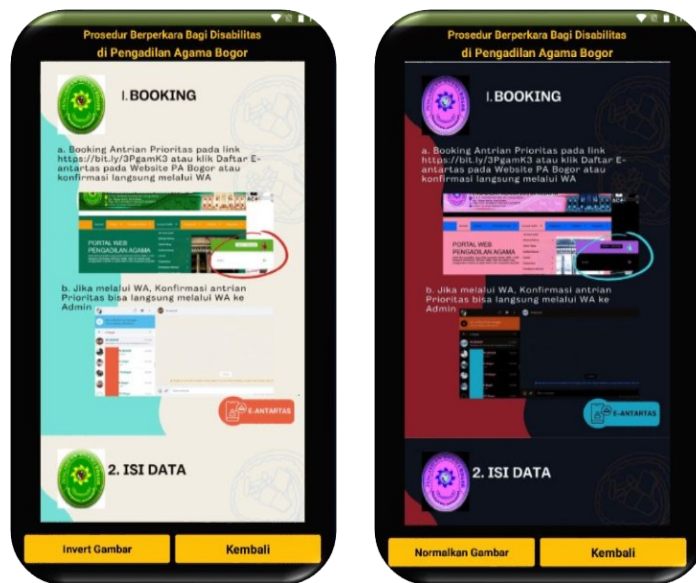 Prosedur Berperkara Bagi Disabilitas
di Pengadilan Agama Bogor
1.BOOKING
a. Booking Antrian Prioritas pada link
https://bit.ly/3PgamK3 atau klik Daftar E-
antartas pada Website PA Bogor atau
konfirmasi langsung melalui WA
PORTAL WEB
PENGADILAN AGAMA
b. Jika melalui WA, Konfirmasi antrian
Prioritas bisa langsung melalui WA ke
Admin
E-ANTARTAS
2. ISI DATA
Invert Gambar
Kembali
Prosedur Berperkara Bagi Disabilitas
di Pengadilan Agama Bogor
1.BOOKING
a. Booking Antrian Prioritas pada link
https://bit.ly/3PgamK3 atau klik Daftar E-
antartas pada Website PA Bogor atau
konfirmasi langsung melalui WA
PORTAL WEB
PENGADILAN AGAMA
b. Jika melalui WA, Konfirmasi antrian
Prioritas bisa langsung melalui WA ke
Admin
E-ANTARTAS
2. ISI DATA
Normalkan Gambar
Kembali